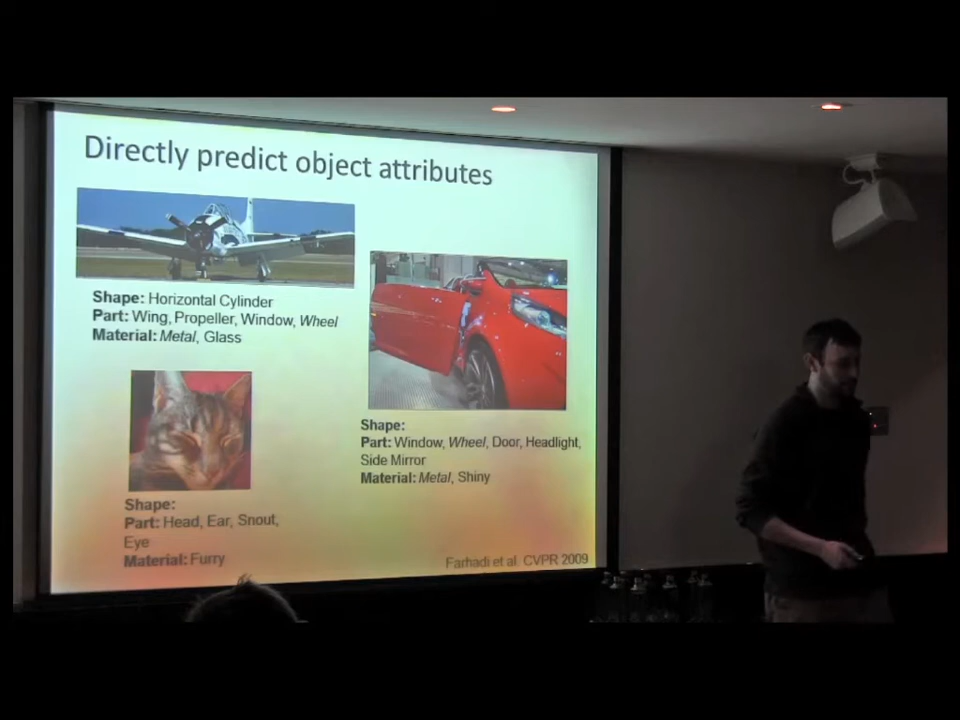 Directly predict object attributes
Shape: Horizontal Cylinder
Part: Wing, Propeller, Window, Wheel
Material: Metal, Glass
Shape:
Part: Window, Wheel, Door, Headlight,
Side Mirror
Material: Metal, Shiny
Shape:
Part: Head, Ear, Snout,
Eye
Material: Furry
Farhadi et al. CVPR 2009